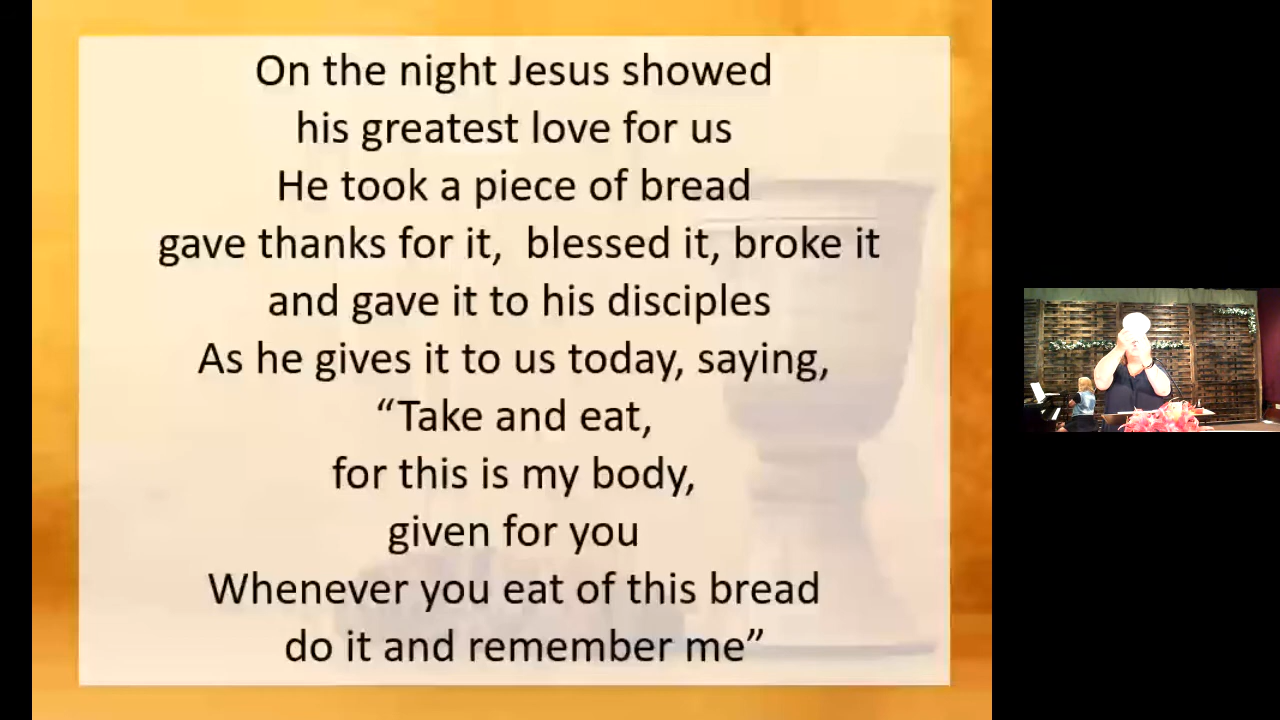 On the night Jesus showed
his greatest love for us
He took a piece of bread
gave thanks for it,  blessed it, broke it
and gave it to his disciples
As he gives it to us today, saying,
“Take and eat,
for this is my body,
given for you
Whenever you eat of this bread
do it and remember me”